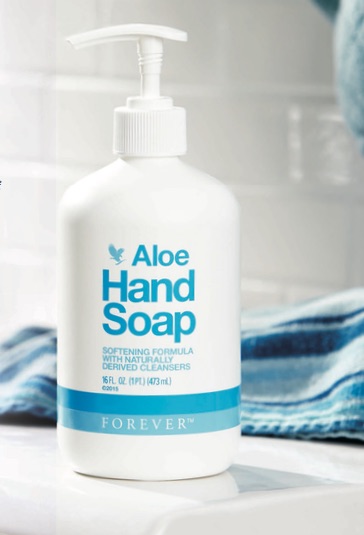 Aloe
Hand
Soap
SOFTENING FORMULA
WITH NATURALLY
DERIVED CLEANSERS
16 FL. OZ. (1 PT.) (473 mL)
©2015
FOREVER™